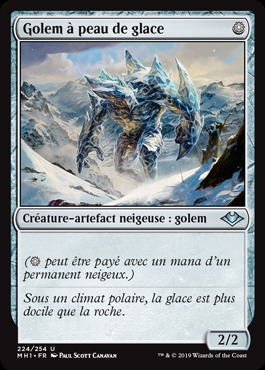 Golem à peau de glace
Créature-artefact neigeuse : golem
( peut être payé avec un mana d'un
permanent neigeux.)
Sous un climat polaire, la glace est plus
docile que la roche.
2/2
224/254 U
MH1 • FR Paul Scott Canavan
™ & © 2019 Wizards of the Coast